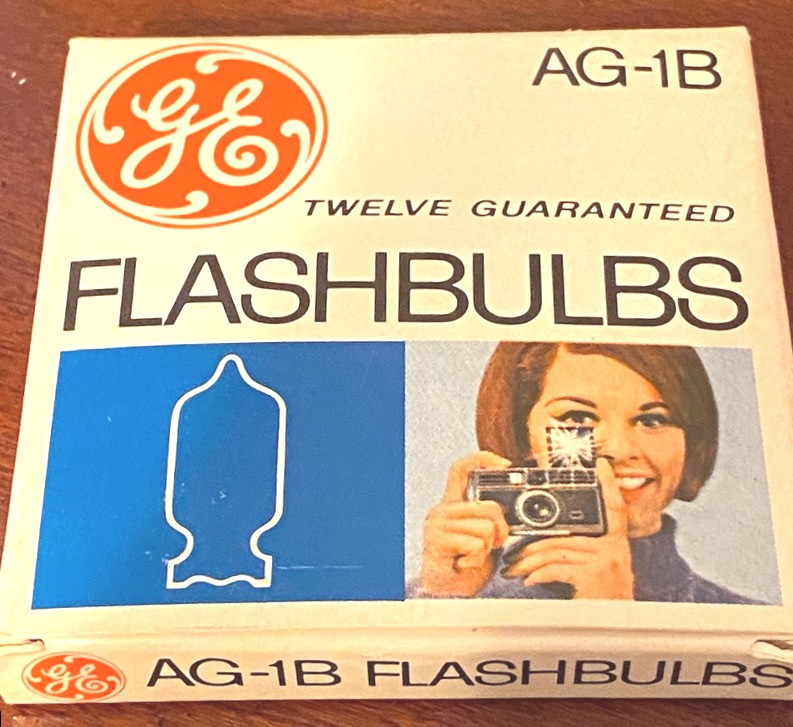 GE
AG-1B
TWELVE GUARANTEED
FLASHBULBS
GE AG-1B FLASHBULBS